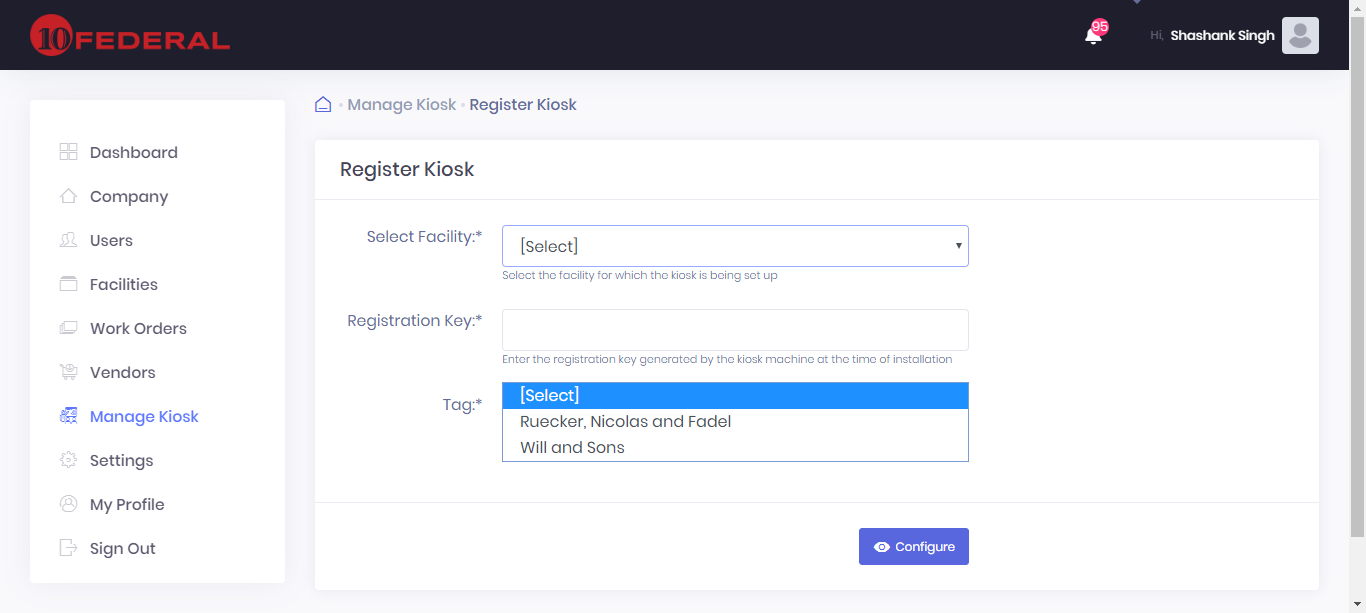 10 FEDERAL
95
Hi, Shashank Singh
Manage Kiosk • Register Kiosk
Dashboard
Company
Users
Facilities
Work Orders
Vendors
Manage Kiosk
Settings
My Profile
Sign Out
Register Kiosk
Select Facility:*
[Select]
Select the facility for which the kiosk is being set up
Registration Key:*
Enter the registration key generated by the kiosk machine at the time of installation
Tag:*
[Select]
Ruecker, Nicolas and Fadel
Will and Sons
Configure